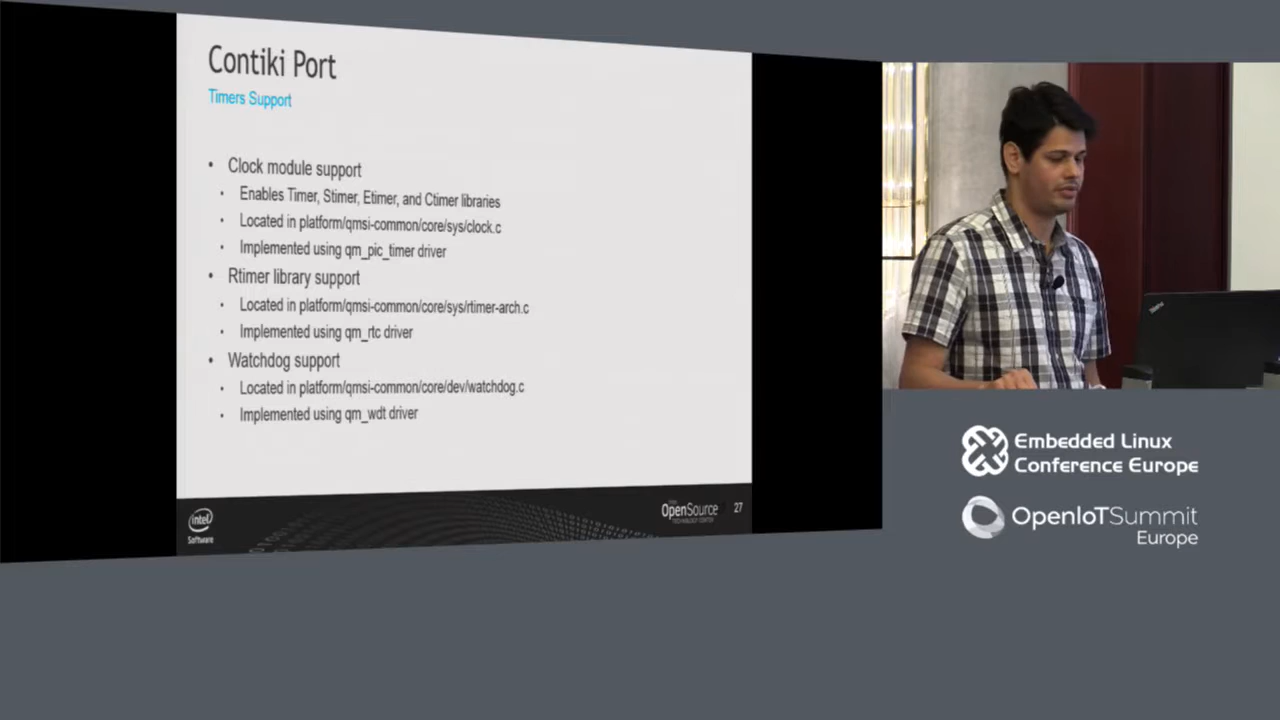 Contiki Port
Timers Support
• Clock module support
• Enables Timer, Stimer, Etimer, and Ctimer libraries
• Located in platform/qmsi-common/core/sys/clock.c
• Implemented using qm_pic_timer driver
• Rtimer library support
• Located in platform/qmsi-common/core/sys/rtimer-arch.c
• Implemented using qm_rtc driver
• Watchdog support
• Located in platform/qmsi-common/core/dev/watchdog.c
• Implemented using qm_wdt driver
intel
Software
OpenSource
TECHNOLOGY CENTER
27
ThinkPad
Embedded Linux
Conference Europe
OpenIoTSummit
Europe